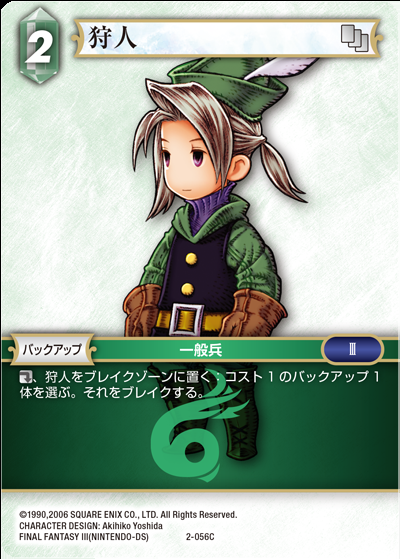 2
狩人
バックアップ
一般兵
III
、狩人をブレイクゾーンに置く：コスト1のバックアップ1
体を選ぶ。それをブレイクする。
©1990,2006 SQUARE ENIX CO., LTD. All Rights Reserved.
CHARACTER DESIGN: Akihiko Yoshida
FINAL FANTASY III(NINTENDO-DS)
2-056C